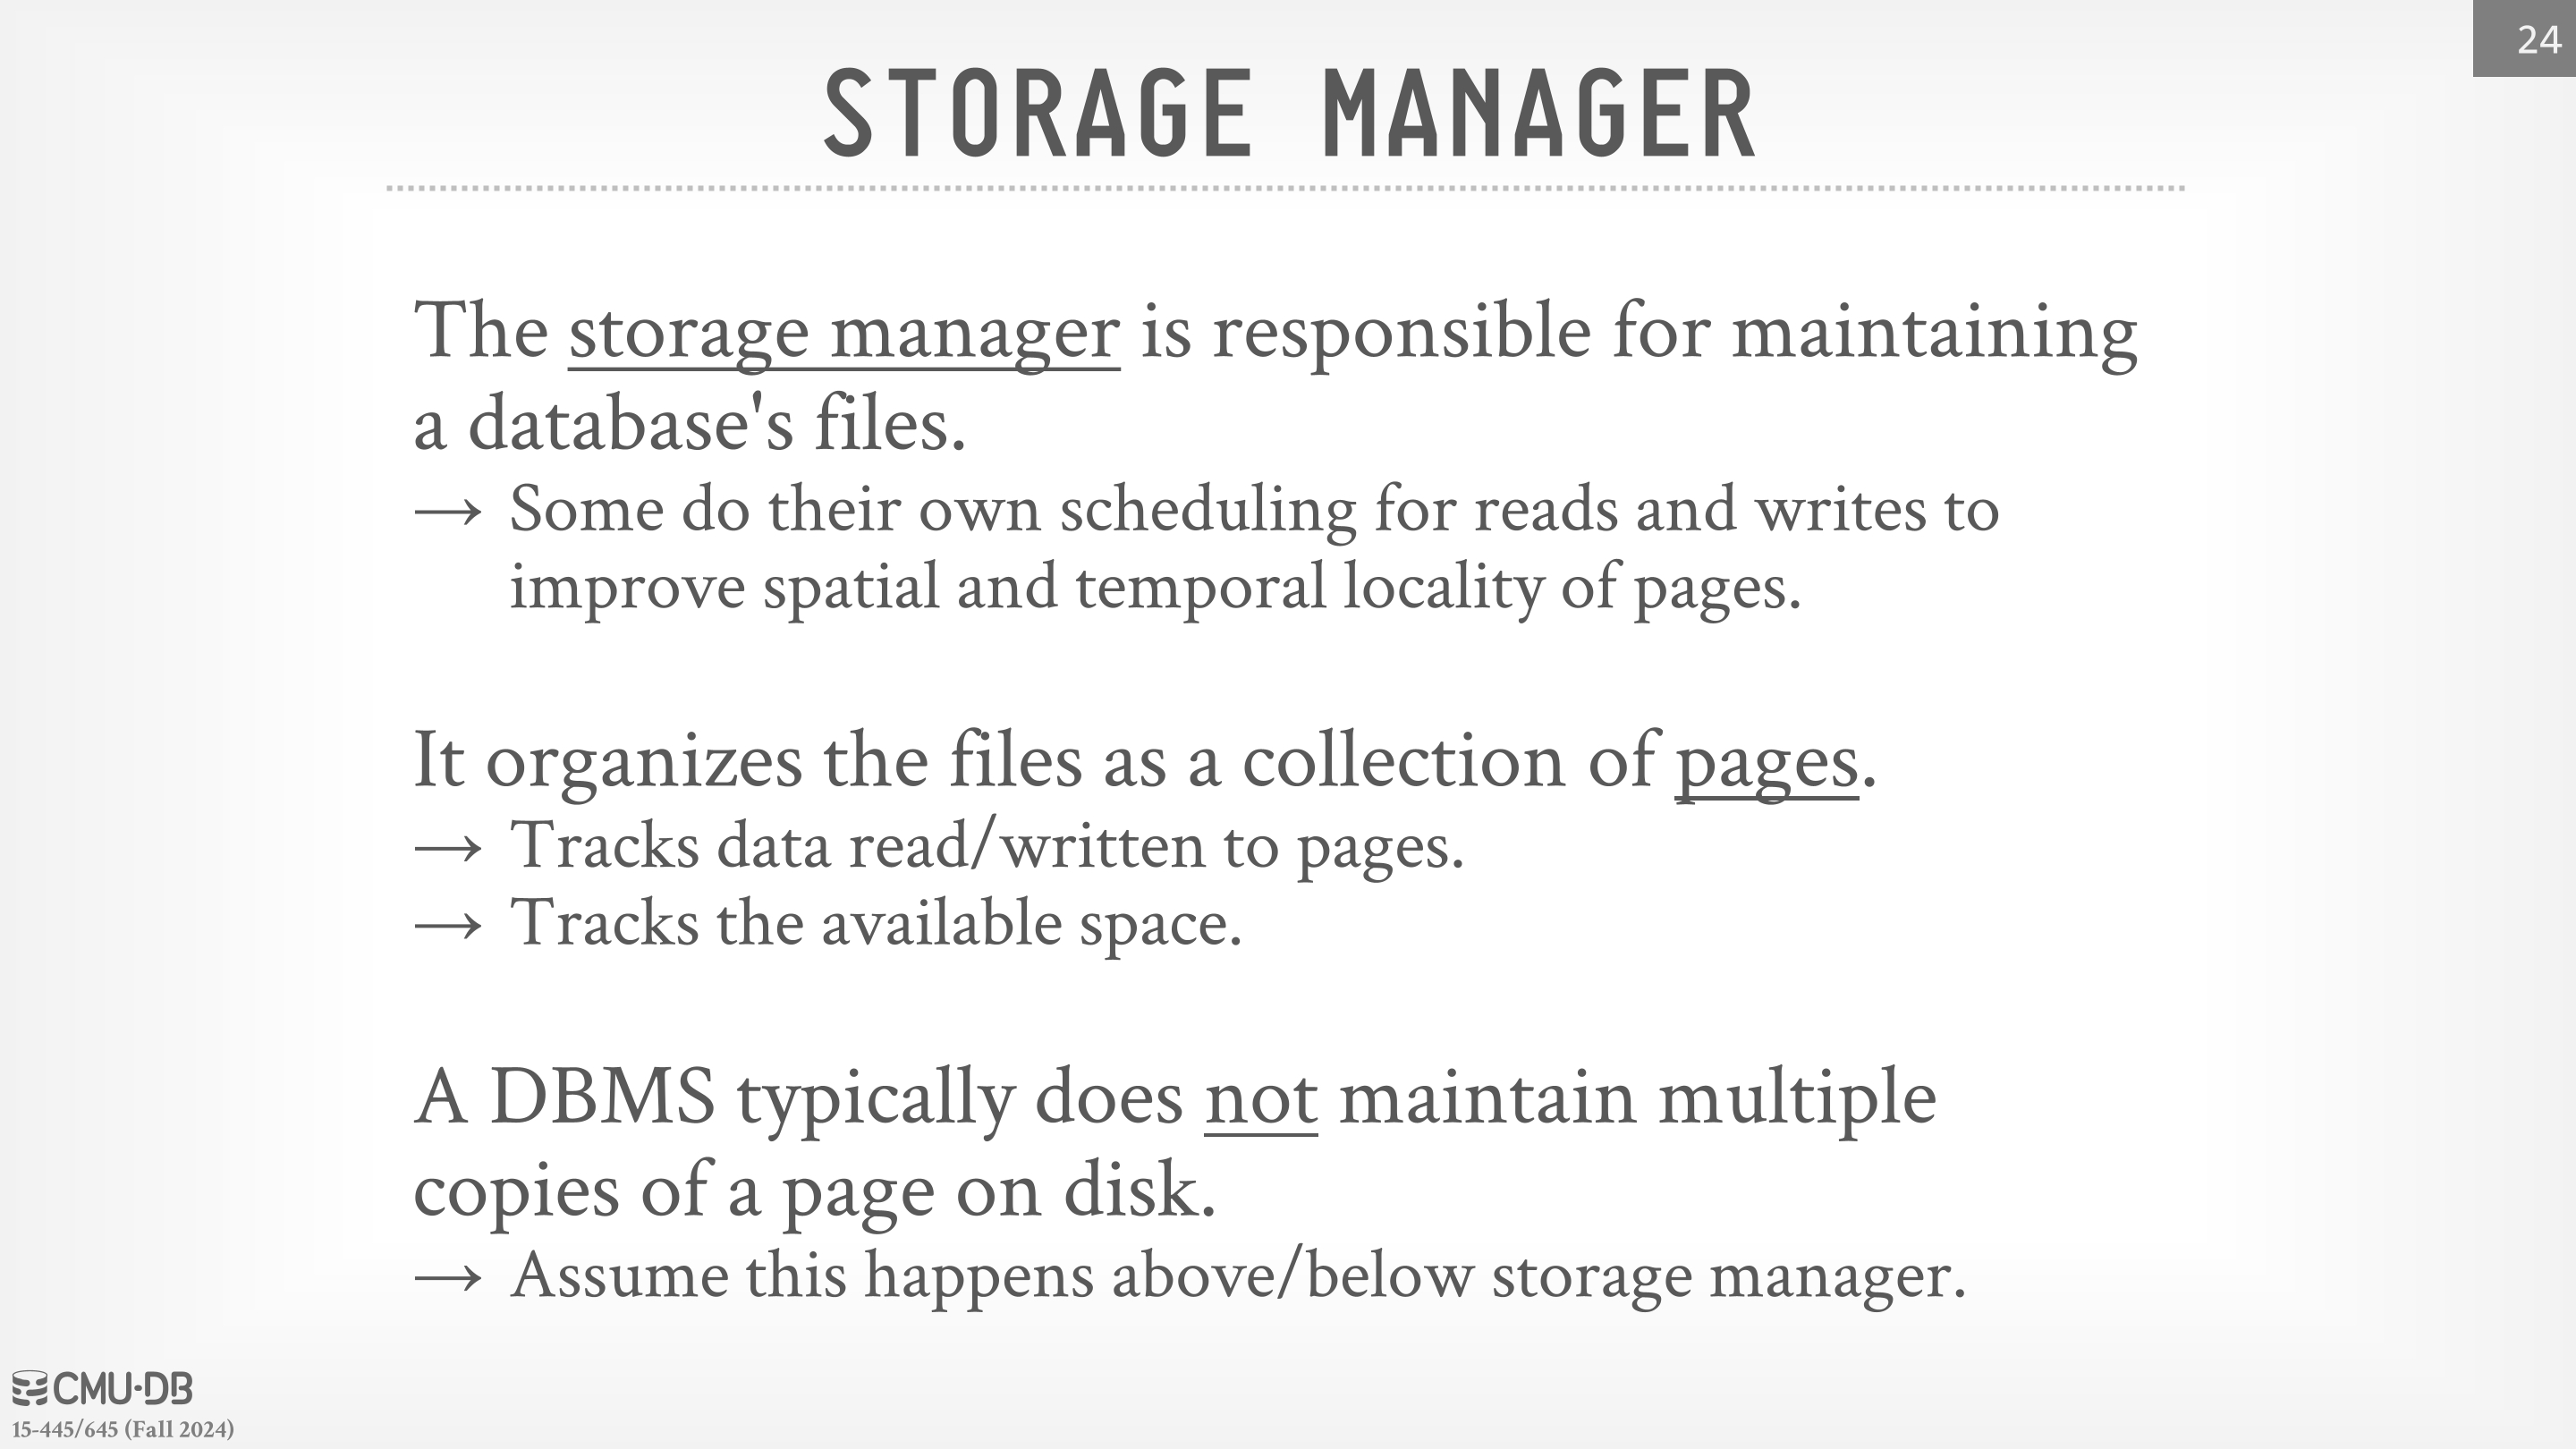 24
STORAGE MANAGER
The storage manager is responsible for maintaining
a database's files.
→ Some do their own scheduling for reads and writes to
improve spatial and temporal locality of pages.
It organizes the files as a collection of pages.
→ Tracks data read/written to pages.
→ Tracks the available space.
A DBMS typically does not maintain multiple
copies of a page on disk.
→ Assume this happens above/below storage manager.
CMU·DB
15-445/645 (Fall 2024)